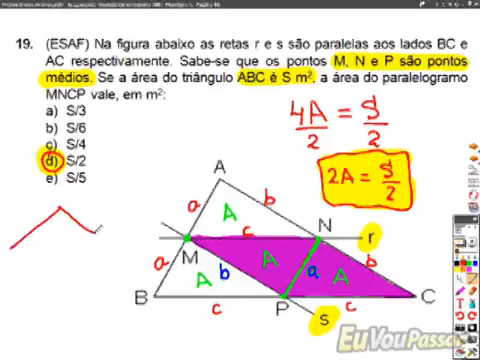 19. (ESAF) Na figura abaixo as retas r e s são paralelas aos lados BC e
AC respectivamente. Sabe-se que os pontos M, N e P são pontos
médios. Se a área do triângulo ABC é S m², a área do paralelogramo
MNCP vale, em m²:
a) S/3
b) S/6
c) S/4
d) S/2
e) S/5
4A = S
2 2
2A = S
2
A
a b
A
c N r
M
a b A a A b
A
B c P c C
s
EuVouPassar